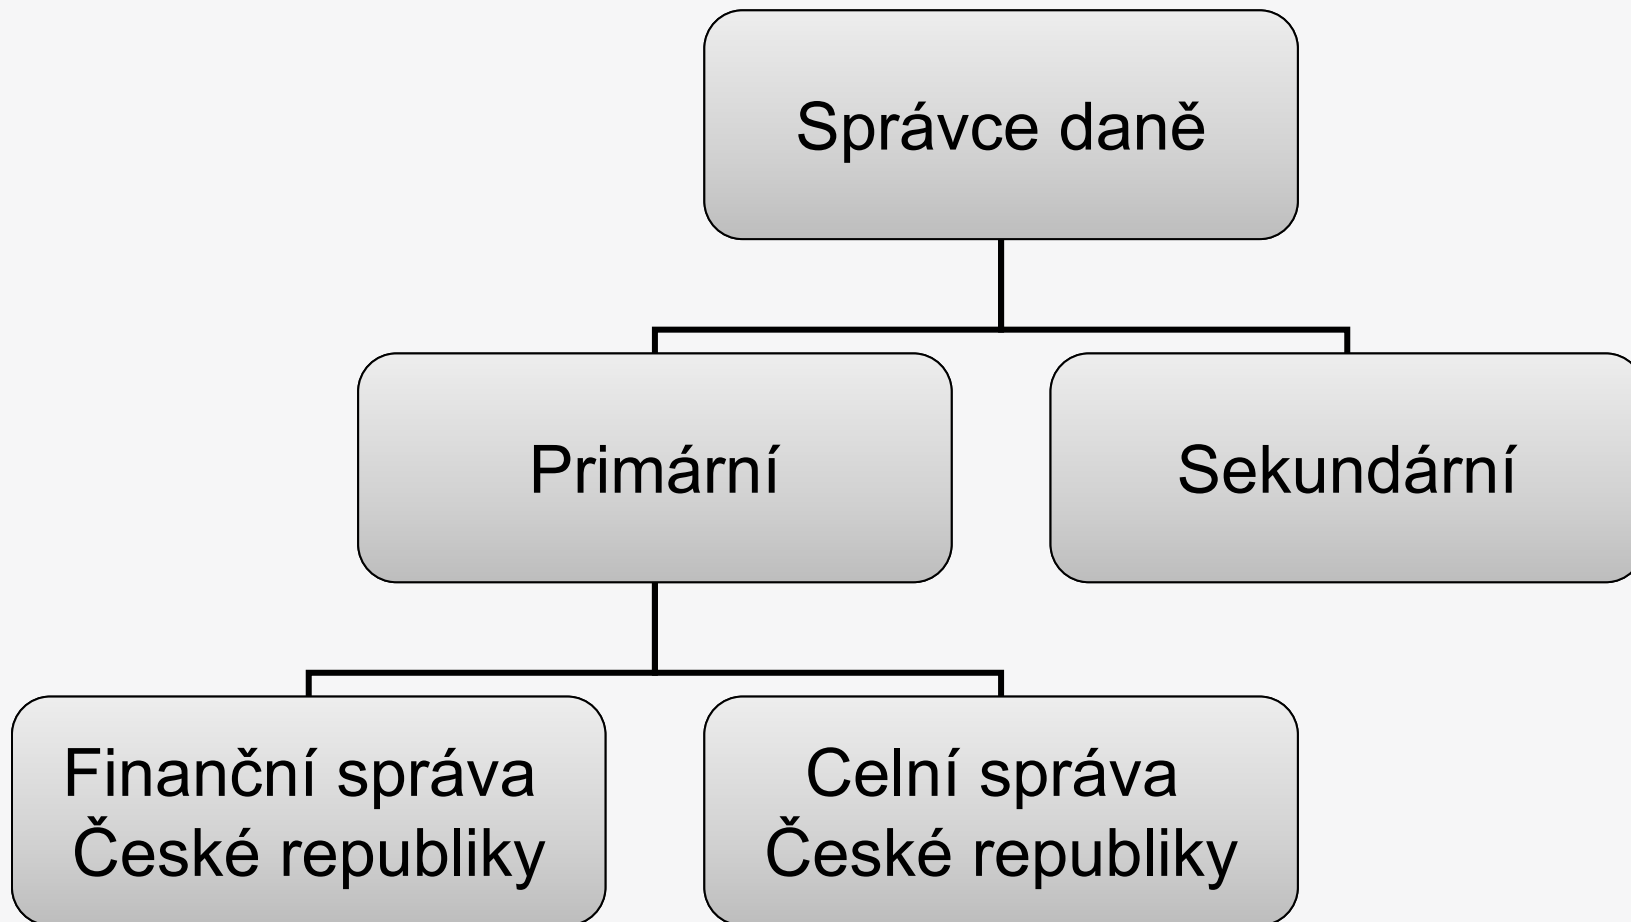 Správce daně
Primární
Sekundární
Finanční správa
České republiky
Celní správa
České republiky